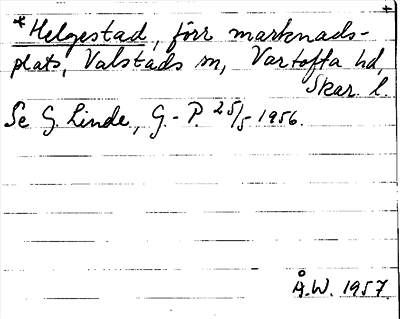 *Helgestad, förr marknads-
plats, Valstads sn, Vartofta hd,
Skar. l.
Se G. Linde, G.-P. 25/5 1956.
Å.W. 1957.